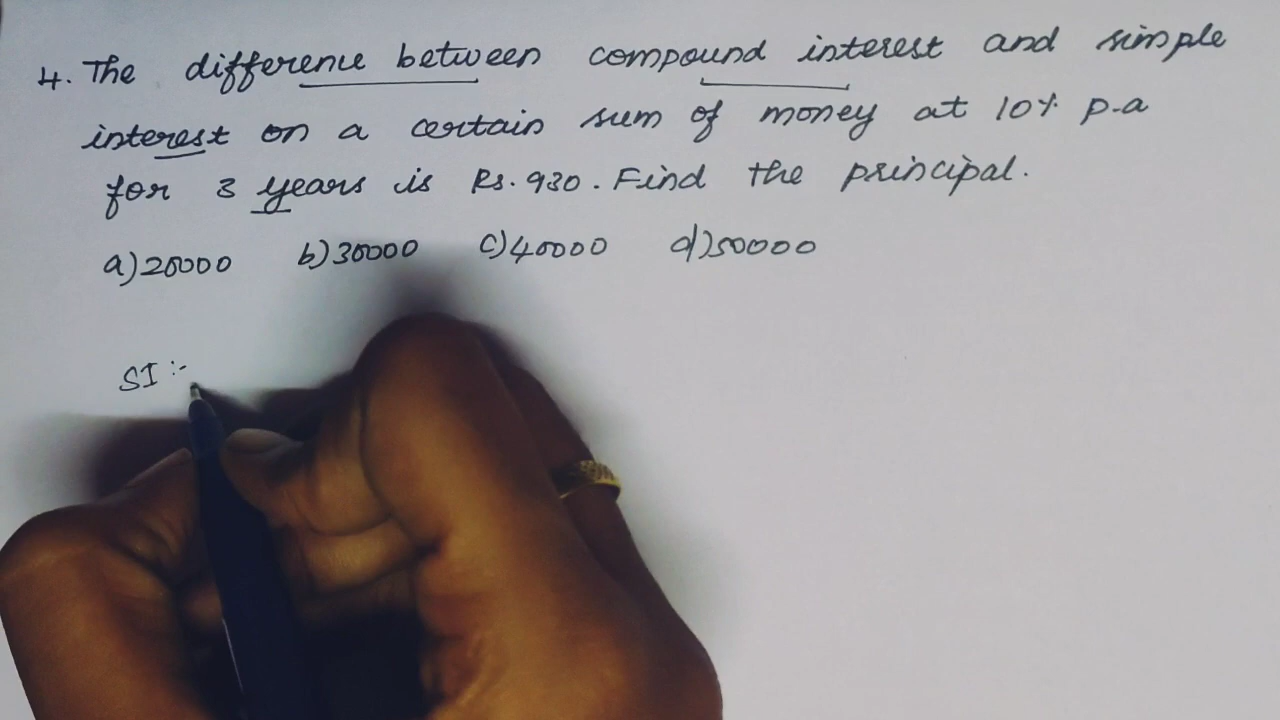 4. The difference between compound interest and simple
interest on a certain sum of money at 10% p.a
for 3 years is Rs. 930. Find the principal.
a) 20000 b) 30000 c) 40000 d) 50000
SI :-